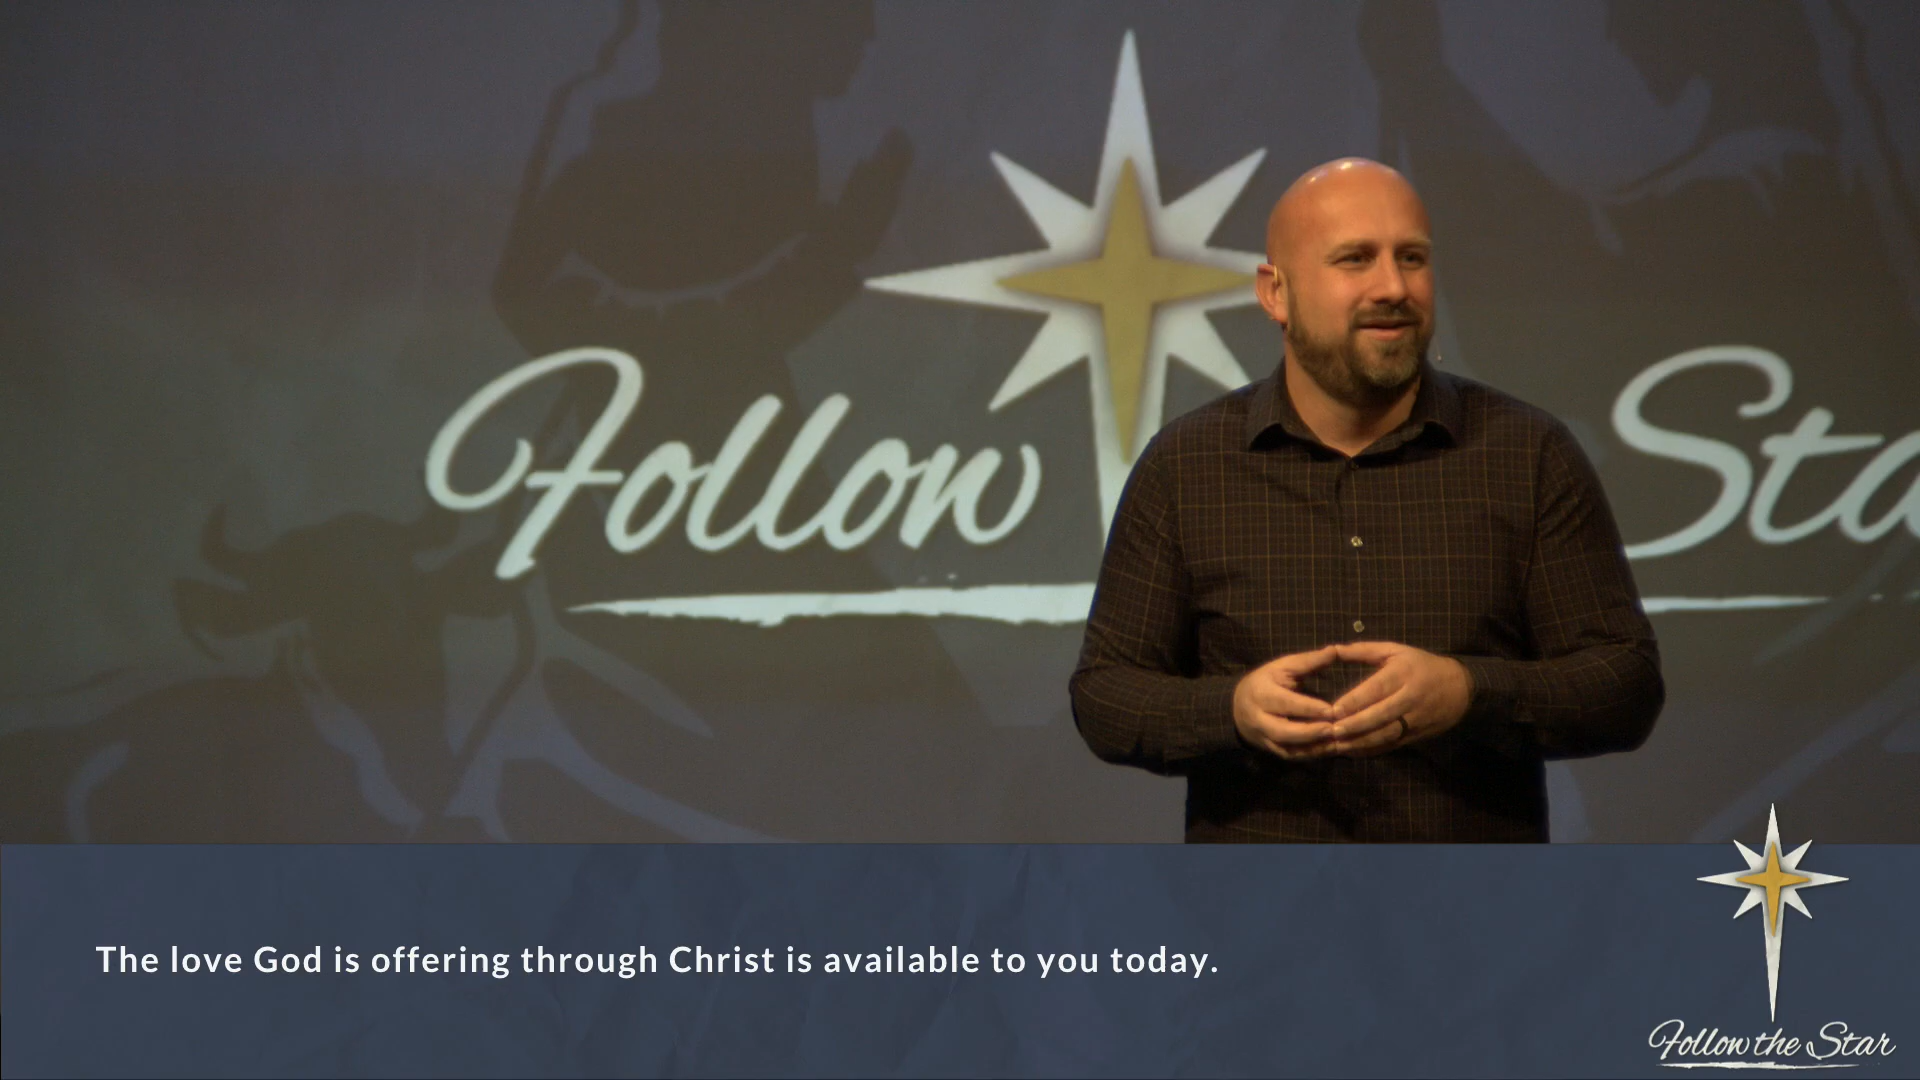 Follow Sta
The love God is offering through Christ is available to you today.
Follow the Star